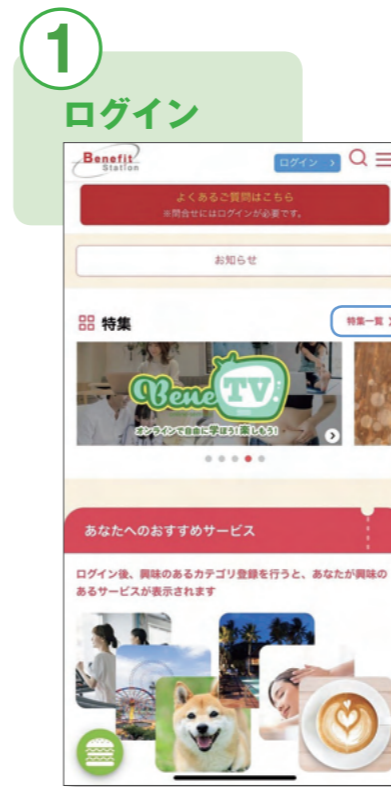 1
ログイン
Benefit
Station
ログイン
よくあるご質問はこちら
※問合せにはログインが必要です。
お知らせ
特集
特集一覧
Bene TV
オンラインで自由に学ぼう!楽しもう!
あなたへのおすすめサービス
ログイン後、興味のあるカテゴリ登録を行うと、あなたが興味の
あるサービスが表示されます